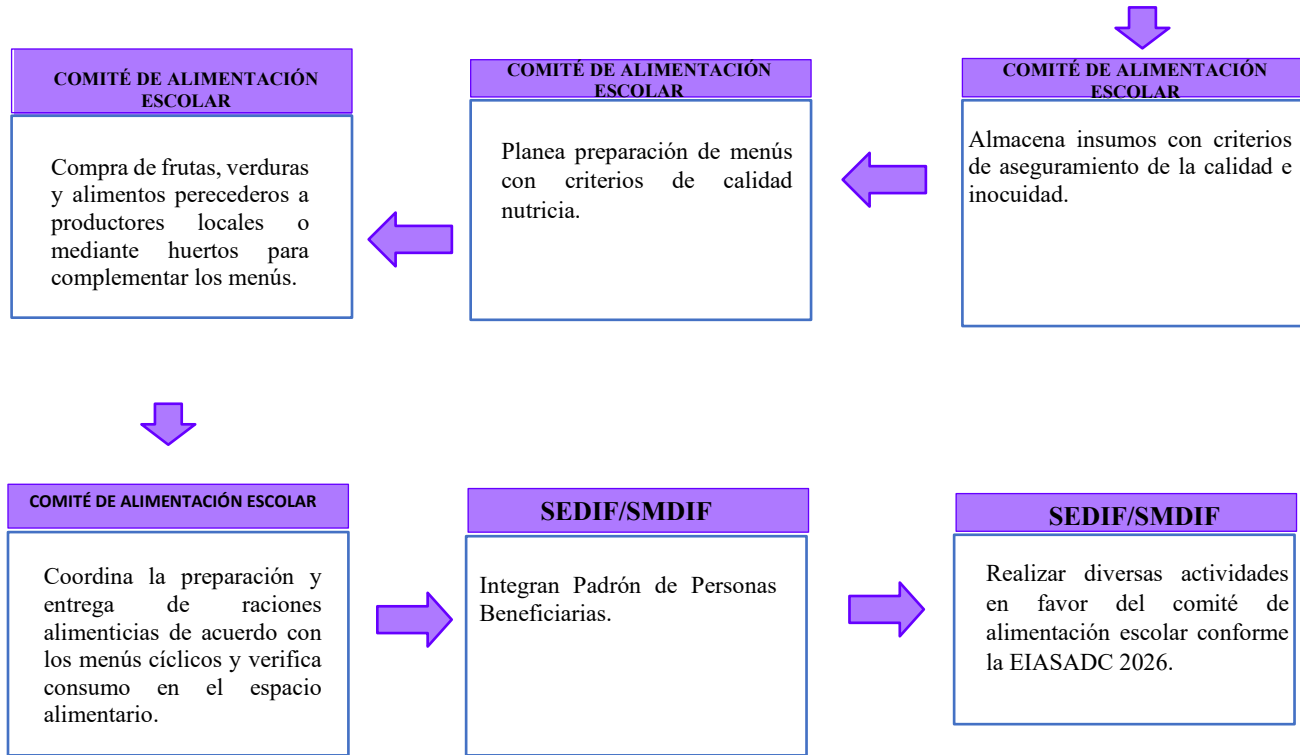 COMITÉ DE ALIMENTACIÓN
ESCOLAR
Compra de frutas, verduras
y alimentos perecederos a
productores locales o
mediante huertos para
complementar los menús.
COMITÉ DE ALIMENTACIÓN
ESCOLAR
Planea preparación de menús
con criterios de calidad
nutricia.
COMITÉ DE ALIMENTACIÓN
ESCOLAR
Almacena insumos con criterios
de aseguramiento de la calidad e
inocuidad.
COMITÉ DE ALIMENTACIÓN ESCOLAR
Coordina la preparación y
entrega de raciones
alimenticias de acuerdo con
los menús cíclicos y verifica
consumo en el espacio
alimentario.
SEDIF/SMDIF
Integran Padrón de Personas
Beneficiarias.
SEDIF/SMDIF
Realizar diversas actividades
en favor del comité de
alimentación escolar conforme
la EIASADC 2026.